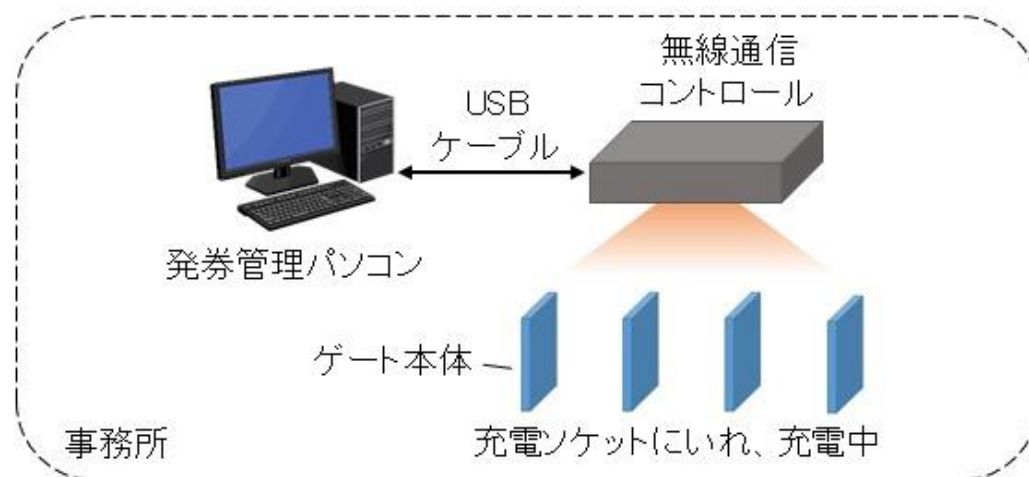 無線通信
コントロール
USB
ケーブル
発券管理パソコン
ゲート本体
事務所
充電ソケットにいれ、充電中